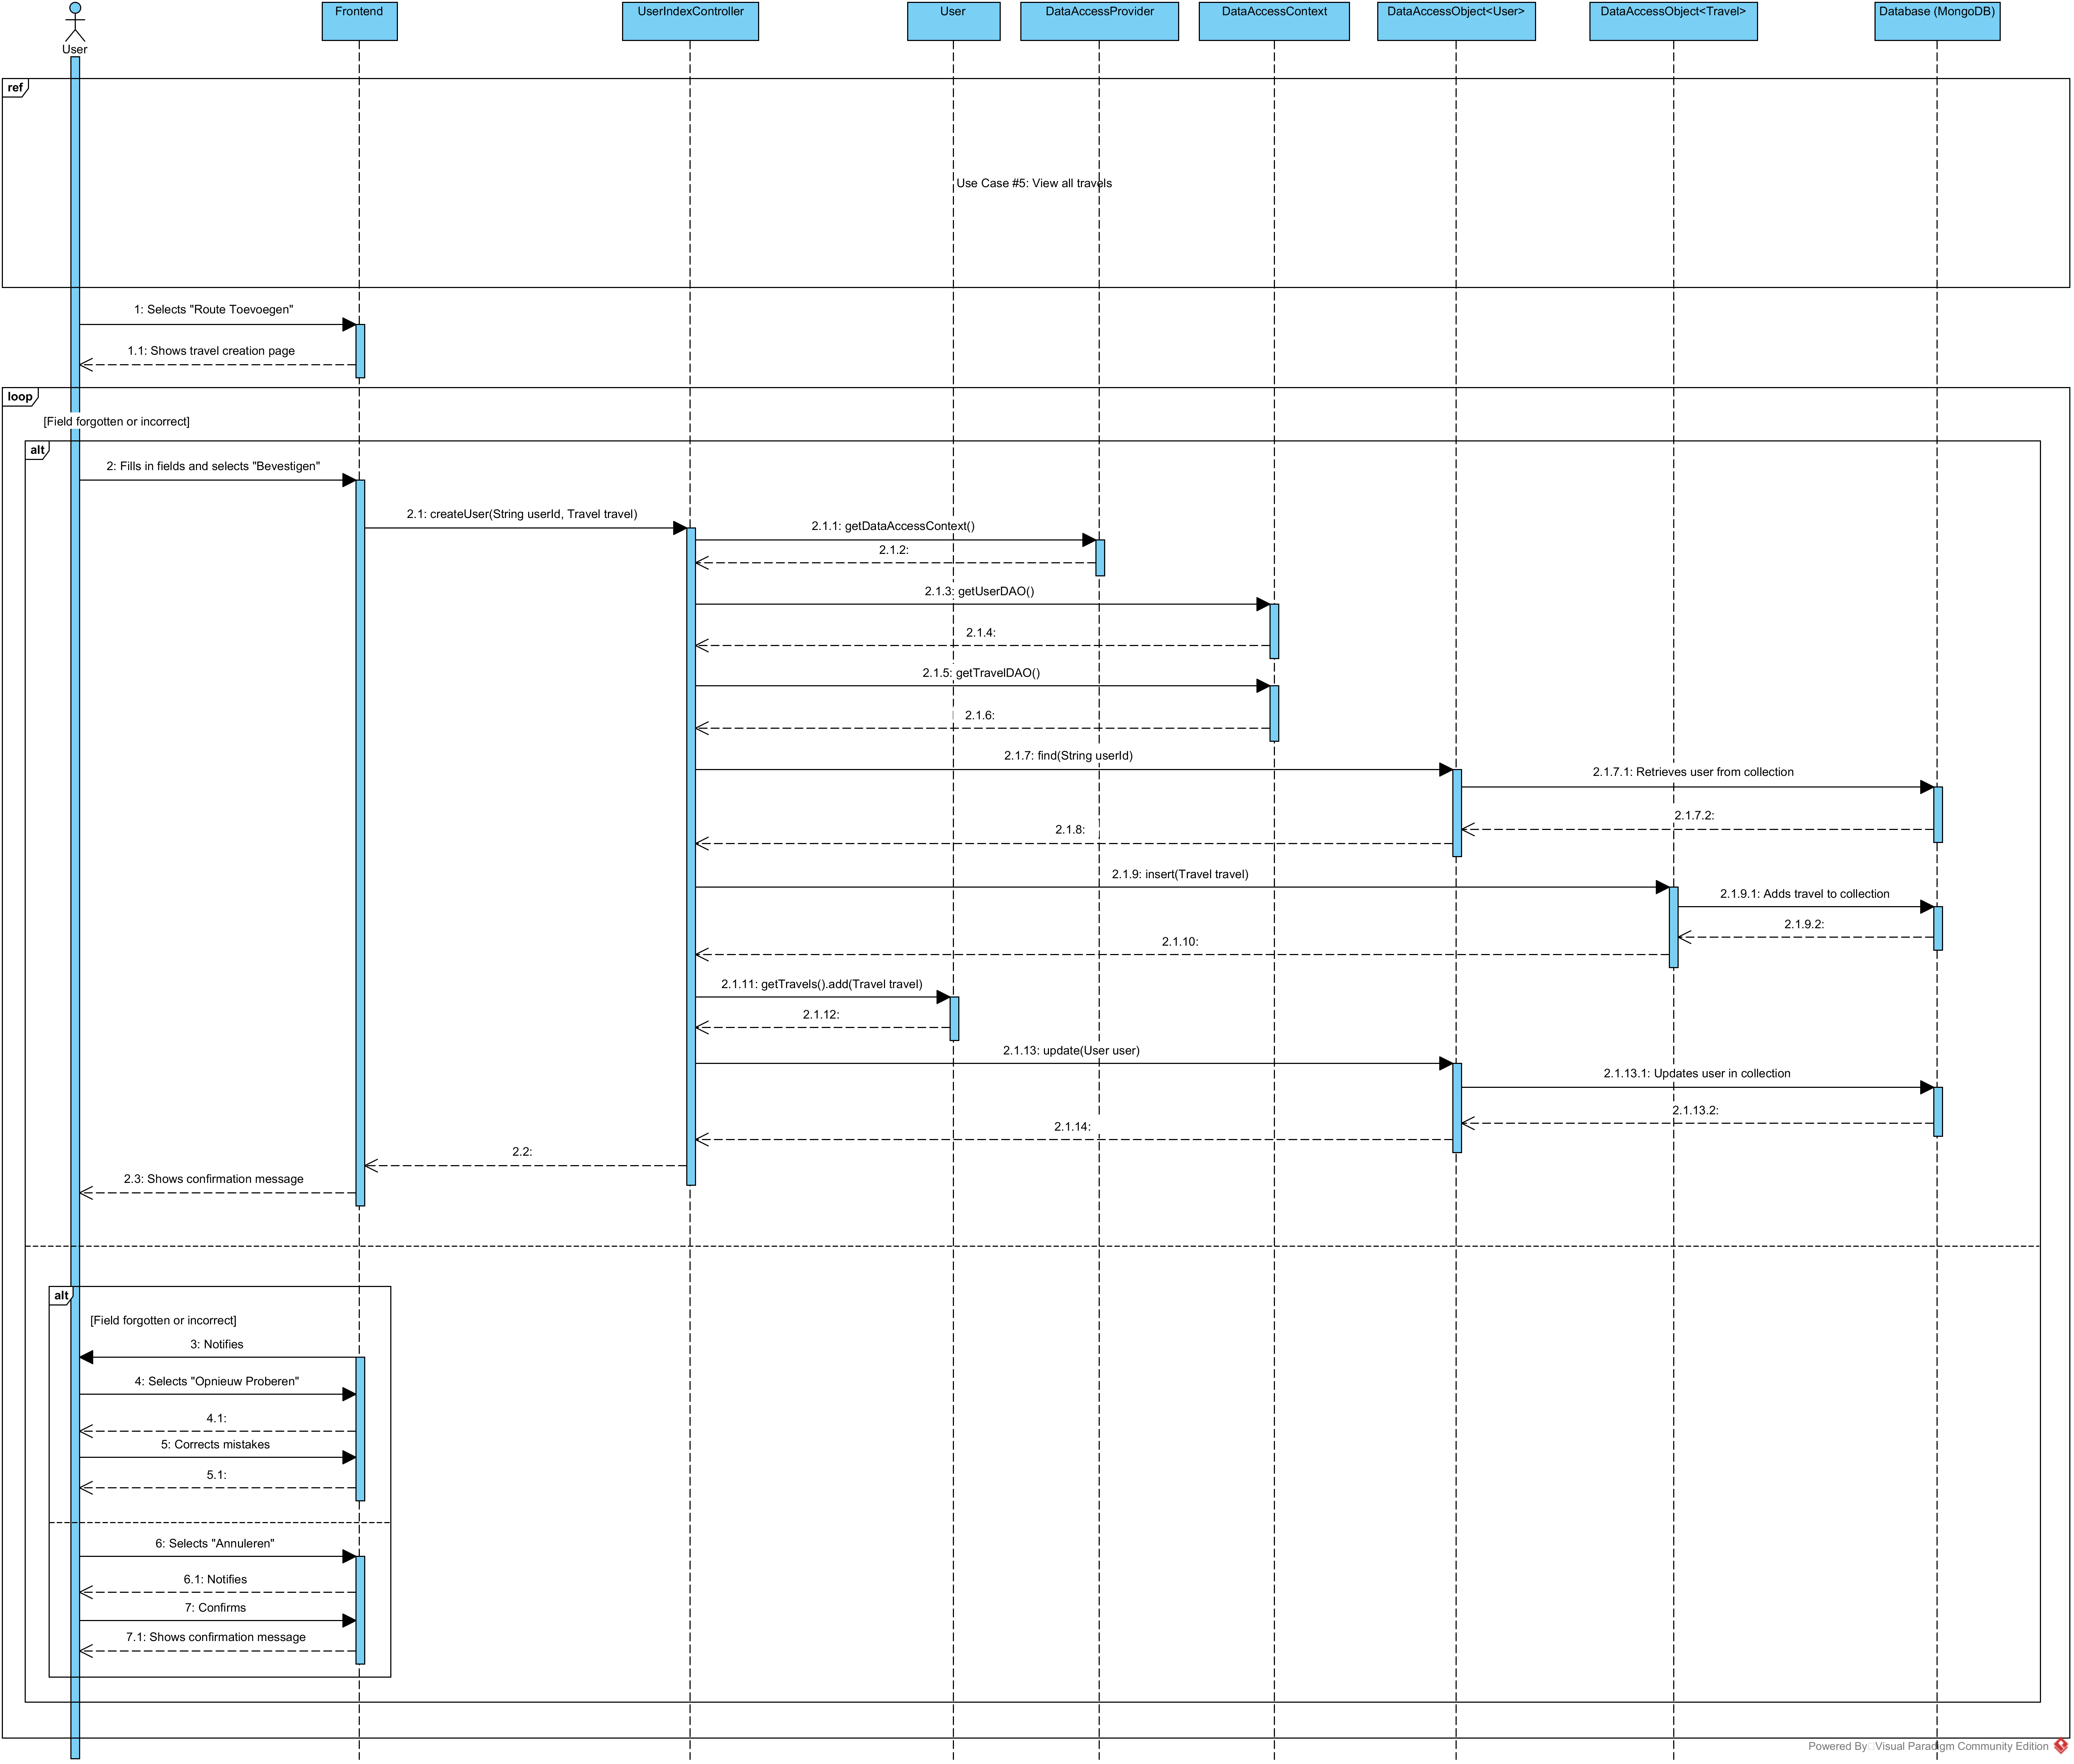 User
Frontend
UserIndexController
User
DataAccessProvider
DataAccessContext
DataAccessObject<User>
DataAccessObject<Travel>
Database (MongoDB)
ref
Use Case #5: View all travels
1: Selects "Route Toevoegen"
1.1: Shows travel creation page
loop
[Field forgotten or incorrect]
alt
2: Fills in fields and selects "Bevestigen"
2.1: createUser(String userId, Travel travel)
2.1.1: getDataAccessContext()
2.1.2:
2.1.3: getUserDAO()
2.1.4:
2.1.5: getTravelDAO()
2.1.6:
2.1.7: find(String userId)
2.1.7.1: Retrieves user from collection
2.1.7.2:
2.1.8:
2.1.9: insert(Travel travel)
2.1.9.1: Adds travel to collection
2.1.9.2:
2.1.10:
2.1.11: getTravels().add(Travel travel)
2.1.12:
2.1.13: update(User user)
2.1.13.1: Updates user in collection
2.1.13.2:
2.1.14:
2.2:
2.3: Shows confirmation message
alt
[Field forgotten or incorrect]
3: Notifies
4: Selects "Opnieuw Proberen"
4.1:
5: Corrects mistakes
5.1:
6: Selects "Annuleren"
6.1: Notifies
7: Confirms
7.1: Shows confirmation message
Powered By Visual Paradigm Community Edition